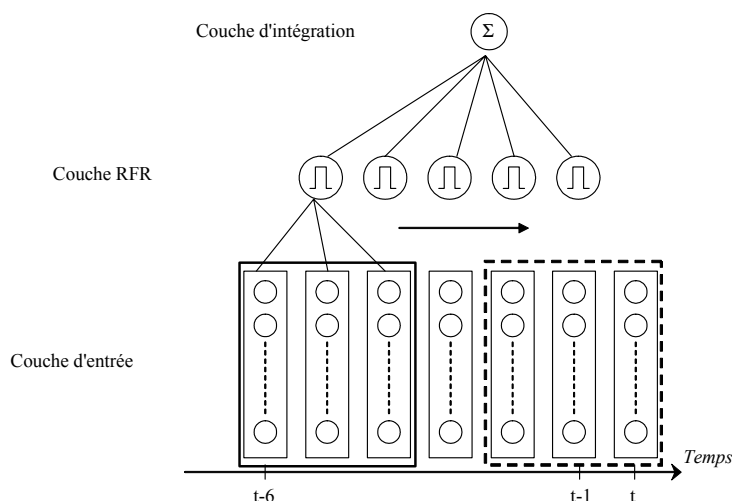 Couche d'intégration
Σ
Couche RFR
Couche d'entrée
Temps
t-6
t-1
t